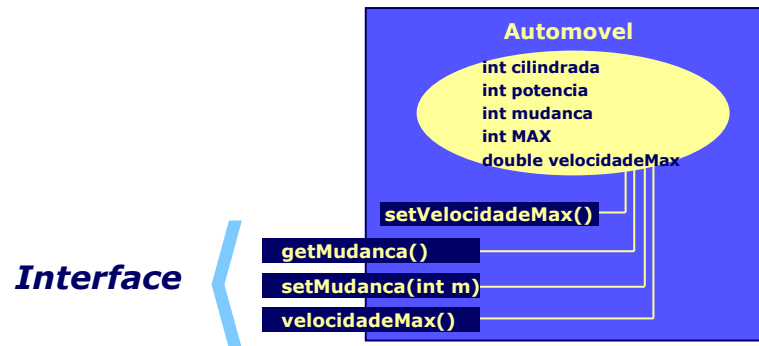 Automovel
int cilindrada
int potencia
int mudanca
int MAX
double velocidadeMax
setVelocidadeMax()
getMudanca()
Interface
setMudanca(int m)
velocidadeMax()